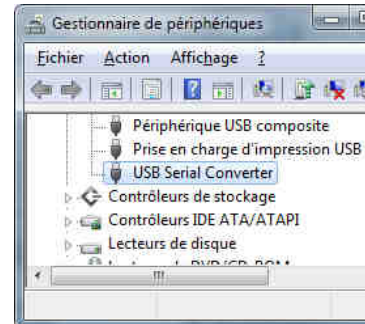 Gestionnaire de périphériques
Fichier Action Affichage ?
Périphérique USB composite
Prise en charge d'impression USB
USB Serial Converter
Contrôleurs de stockage
Contrôleurs IDE ATA/ATAPI
Lecteurs de disque